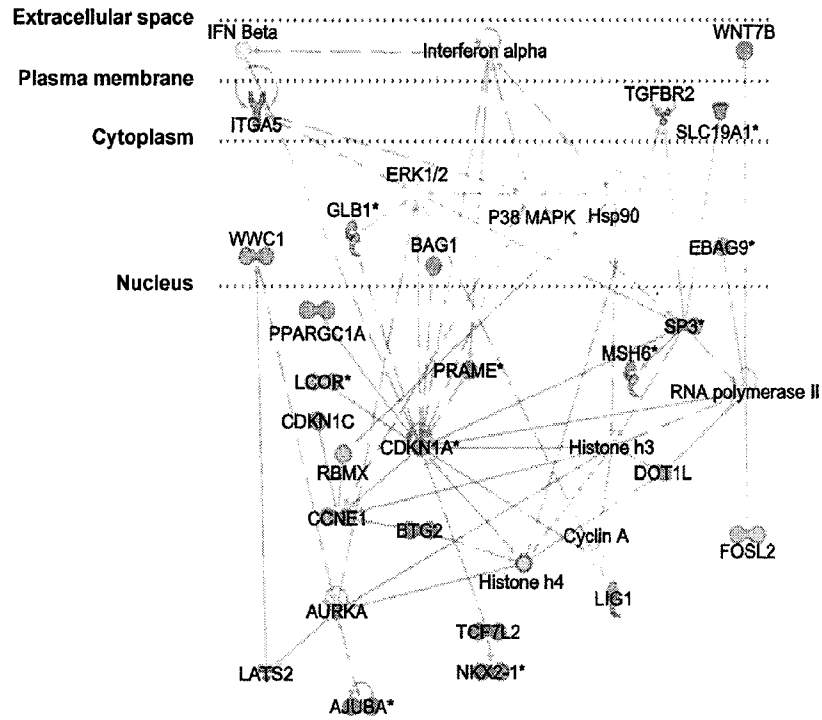 Extracellular space
IFN Beta
Interferon alpha
WNT7B
Plasma membrane
TGFBR2
ITGA5
SLC19A1*
Cytoplasm
ERK1/2
GLB1*
P38 MAPK
Hsp90
WWC1
BAG1
EBAG9*
Nucleus
PPARGC1A
SP3*
MSH6*
LCOR*
PRAME*
RNA polymerase II
CDKN1C
CDKN1A*
Histone h3
RBMX
DOT1L
CCNE1
BTG2
Cyclin A
FOSL2
Histone h4
LIG1
AURKA
TCF7L2
LATS2
NKX2-1*
AJUBA*